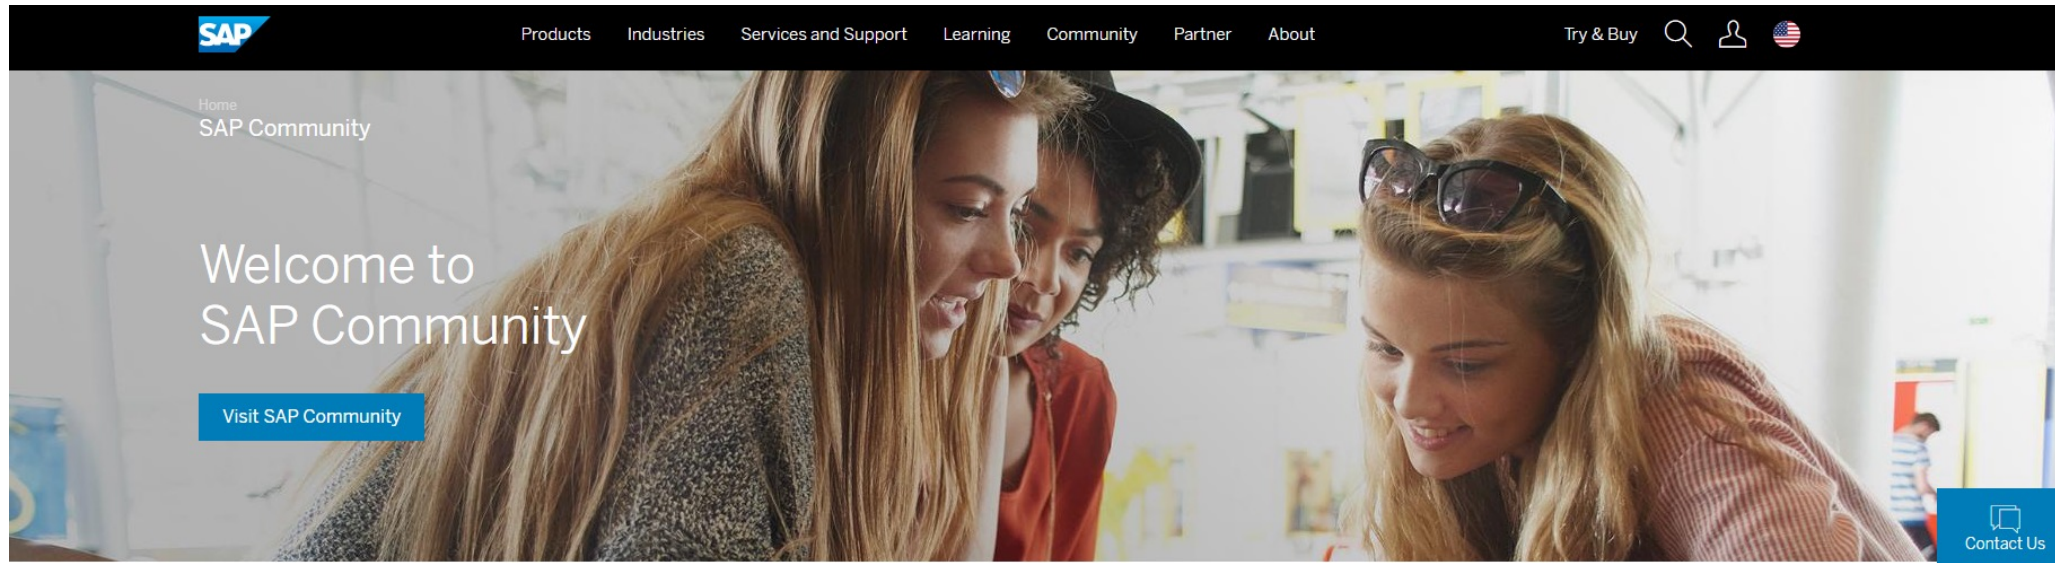 SAP
Products Industries Services and Support Learning Community Partner About Try & Buy
Home
SAP Community
Welcome to
SAP Community
Visit SAP Community
Contact Us